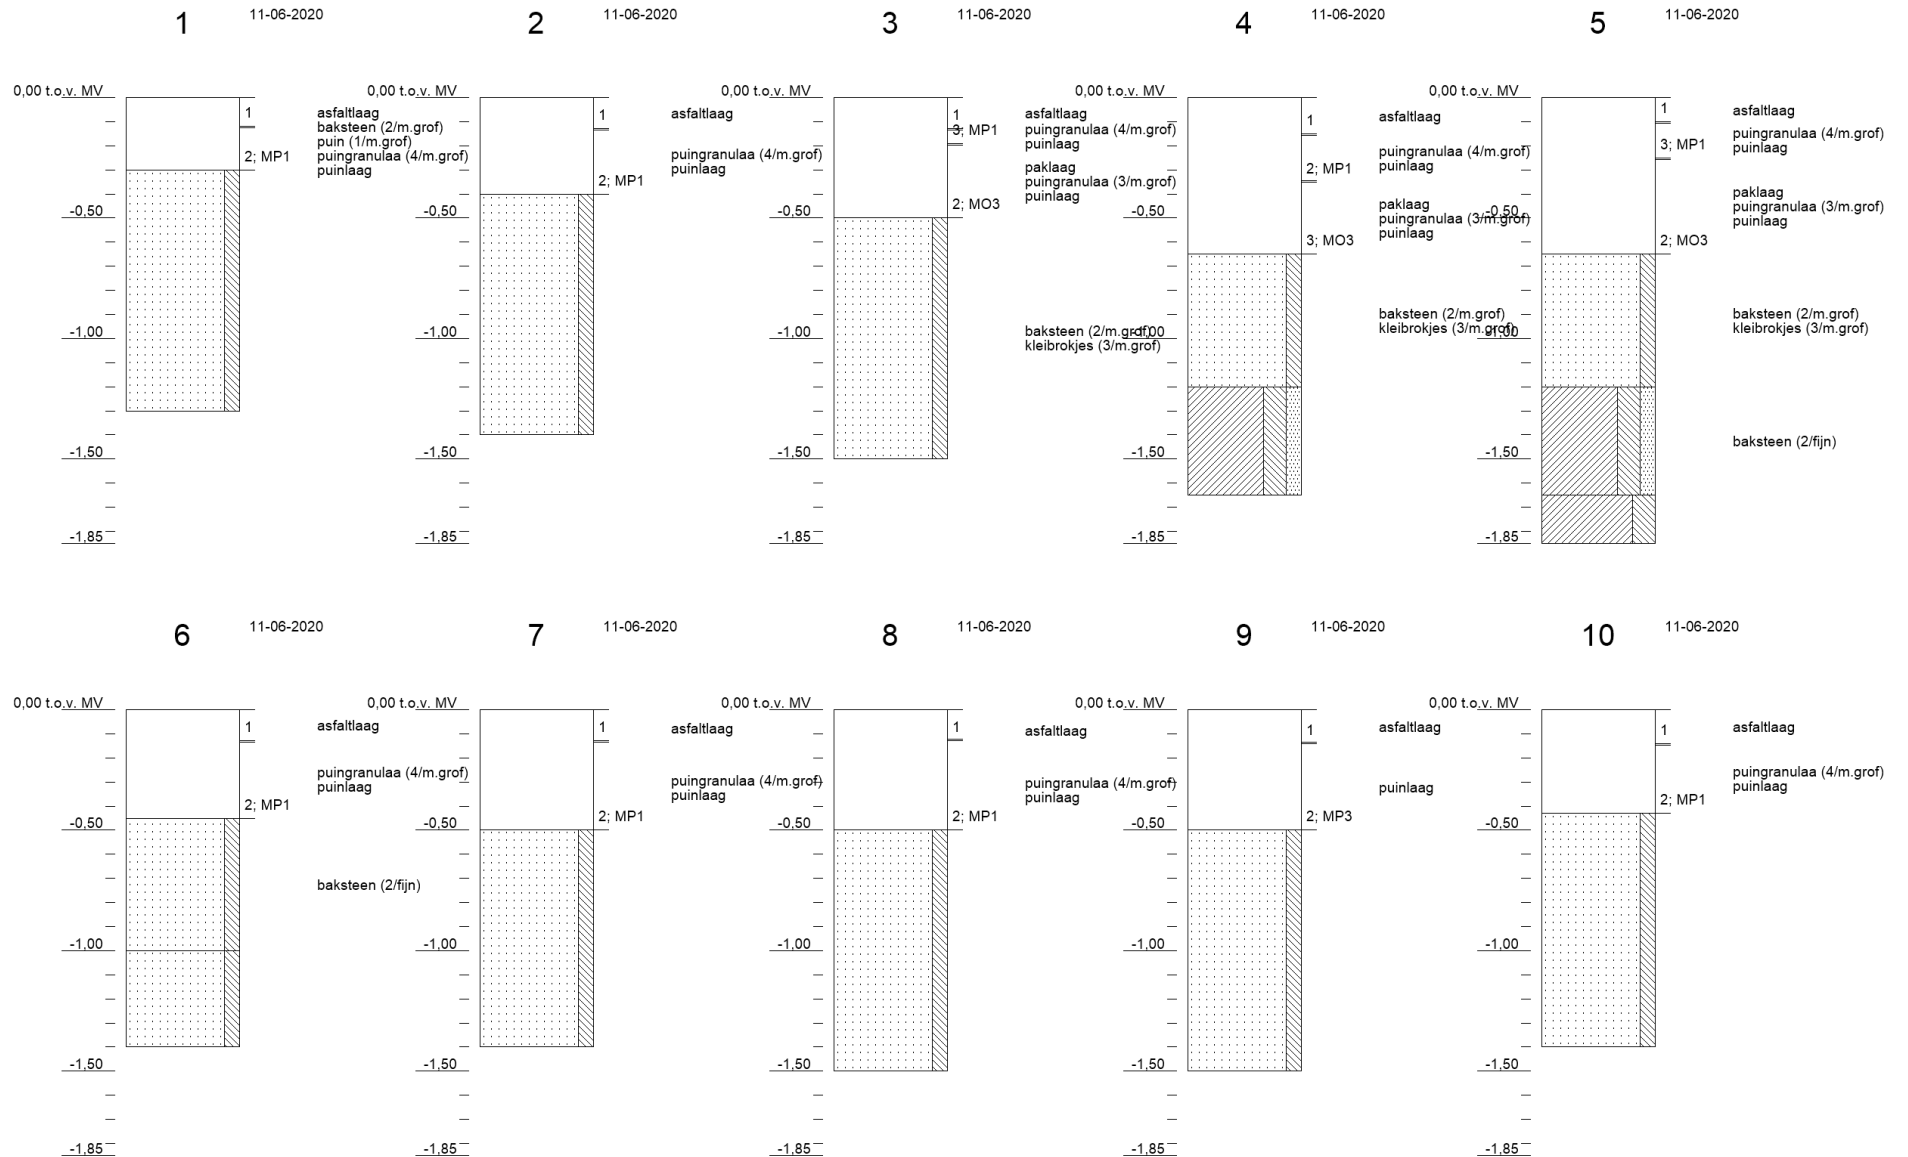 1 11-06-2020
0,00 t.o.v. MV
1
asfaltlaag
baksteen (2/m.grof)
puin (1/m.grof)
2; MP1
puingranulaa (4/m.grof)
puinlaag
-0,50
-1,00
-1,50
-1,85
2 11-06-2020
0,00 t.o.v. MV
1
asfaltlaag
puingranulaa (4/m.grof)
puinlaag
2; MP1
-0,50
-1,00
-1,50
-1,85
3 11-06-2020
0,00 t.o.v. MV
1
asfaltlaag
3; MP1
puingranulaa (4/m.grof)
puinlaag
paklaag
puingranulaa (3/m.grof)
puinlaag
2; MO3
-0,50
baksteen (2/m.grof)
-1,00
kleibrokjes (3/m.grof)
-1,50
-1,85
4 11-06-2020
0,00 t.o.v. MV
1
asfaltlaag
puingranulaa (4/m.grof)
puinlaag
2; MP1
paklaag
-0,50
puingranulaa (3/m.grof)
puinlaag
3; MO3
baksteen (2/m.grof)
kleibrokjes (3/m.grof)
-1,00
-1,50
-1,85
5 11-06-2020
0,00 t.o.v. MV
1
asfaltlaag
puingranulaa (4/m.grof)
3; MP1
puinlaag
paklaag
puingranulaa (3/m.grof)
-0,50
puinlaag
2; MO3
baksteen (2/m.grof)
kleibrokjes (3/m.grof)
-1,00
baksteen (2/fijn)
-1,50
-1,85
6 11-06-2020
0,00 t.o.v. MV
1
asfaltlaag
puingranulaa (4/m.grof)
puinlaag
2; MP1
-0,50
baksteen (2/fijn)
-1,00
-1,50
-1,85
7 11-06-2020
0,00 t.o.v. MV
1
asfaltlaag
puingranulaa (4/m.grof)
puinlaag
2; MP1
-0,50
-1,00
-1,50
-1,85
8 11-06-2020
0,00 t.o.v. MV
1
asfaltlaag
puingranulaa (4/m.grof)
puinlaag
2; MP1
-0,50
-1,00
-1,50
-1,85
9 11-06-2020
0,00 t.o.v. MV
1
asfaltlaag
puinlaag
2; MP3
-0,50
-1,00
-1,50
-1,85
10 11-06-2020
0,00 t.o.v. MV
1
asfaltlaag
puingranulaa (4/m.grof)
puinlaag
2; MP1
-0,50
-1,00
-1,50
-1,85